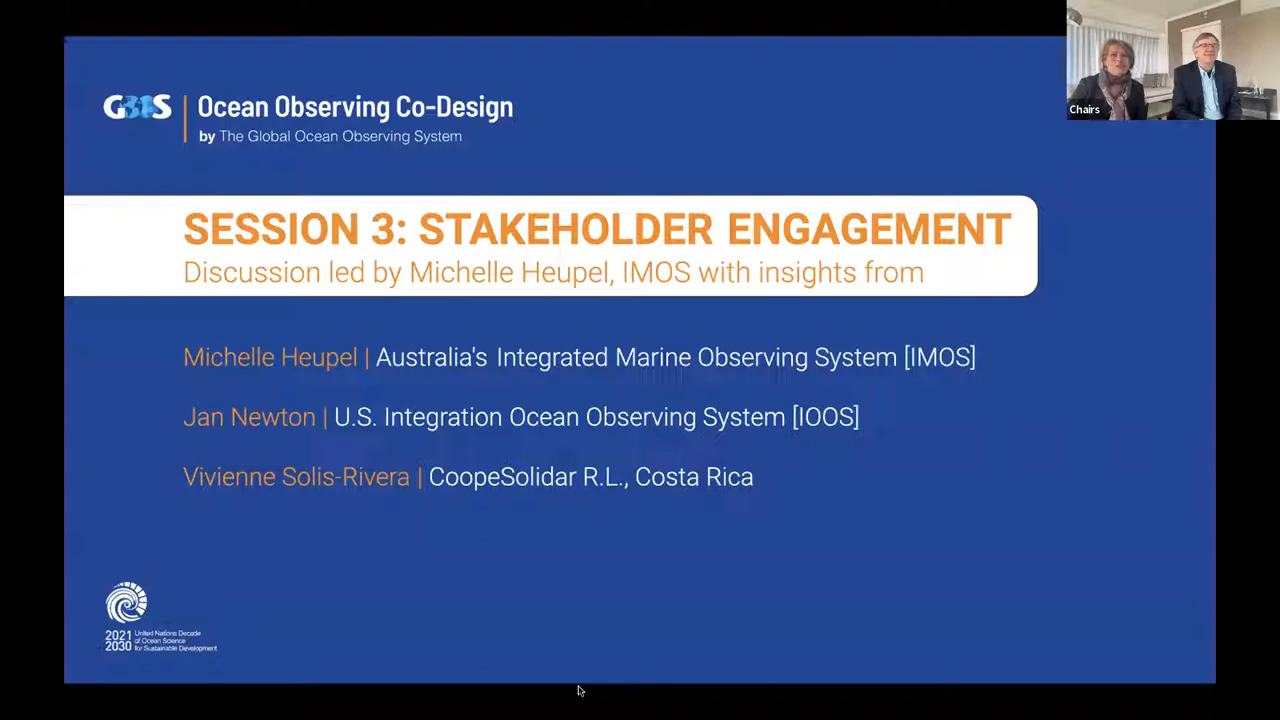 GOOS
Ocean Observing Co-Design
by The Global Ocean Observing System
Chairs
SESSION 3: STAKEHOLDER ENGAGEMENT
Discussion led by Michelle Heupel, IMOS with insights from
Michelle Heupel | Australia's Integrated Marine Observing System [IMOS]
Jan Newton | U.S. Integration Ocean Observing System [IOOS]
Vivienne Solis-Rivera | CoopeSolidar R.L., Costa Rica
2021
2030
United Nations Decade
of Ocean Science
for Sustainable Development